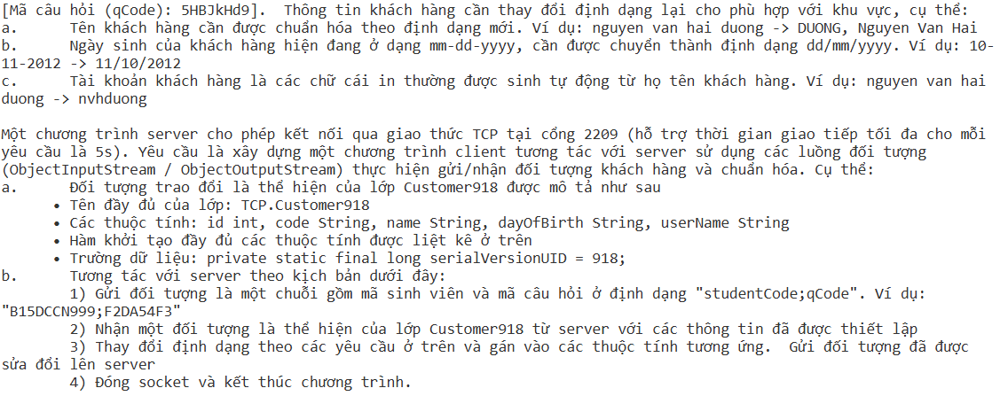 [Mã câu hỏi (qCode): 5HBJkHd9].  Thông tin khách hàng cần thay đổi định dạng lại cho phù hợp với khu vực, cụ thể:
a.      Tên khách hàng cần được chuẩn hóa theo định dạng mới. Ví dụ: nguyen van hai duong -> DUONG, Nguyen Van Hai
b.      Ngày sinh của khách hàng hiện đang ở dạng mm-dd-yyyy, cần được chuyển thành định dạng dd/mm/yyyy. Ví dụ: 10-
11-2012 -> 11/10/2012
c.      Tài khoản khách hàng là các chữ cái in thường được sinh tự động từ họ tên khách hàng. Ví dụ: nguyen van hai
duong -> nvhduong

Một chương trình server cho phép kết nối qua giao thức TCP tại cổng 2209 (hỗ trợ thời gian giao tiếp tối đa cho mỗi
yêu cầu là 5s). Yêu cầu là xây dựng một chương trình client tương tác với server sử dụng các luồng đối tượng
(ObjectInputStream / ObjectOutputStream) thực hiện gửi/nhận đối tượng khách hàng và chuẩn hóa. Cụ thể:
a.      Đối tượng trao đổi là thể hiện của lớp Customer918 được mô tả như sau
• Tên đầy đủ của lớp: TCP.Customer918
• Các thuộc tính: id int, code String, name String, dayOfBirth String, userName String
• Hàm khởi tạo đầy đủ các thuộc tính được liệt kê ở trên
• Trường dữ liệu: private static final long serialVersionUID = 918;
b.      Tương tác với server theo kịch bản dưới đây:
1) Gửi đối tượng là một chuỗi gồm mã sinh viên và mã câu hỏi ở định dạng "studentCode;qCode". Ví dụ:
"B15DCCN999;F2DA54F3"
2) Nhận một đối tượng là thể hiện của lớp Customer918 từ server với các thông tin đã được thiết lập
3) Thay đổi định dạng theo các yêu cầu ở trên và gán vào các thuộc tính tương ứng.  Gửi đối tượng đã được
sửa đổi lên server
4) Đóng socket và kết thúc chương trình.